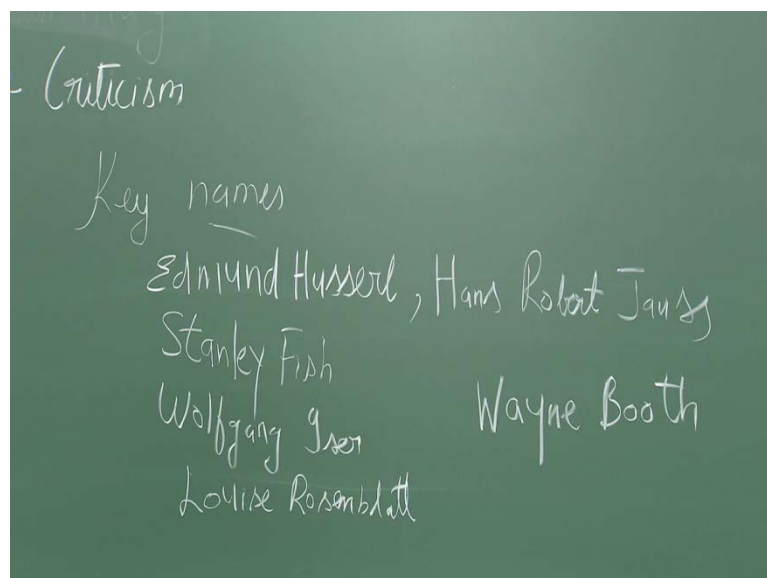 - Criticism
Key names
Edmund Husserl, Hans Robert Jauss
Stanley Fish
Wolfgang Iser
Wayne Booth
Louise Rosenblatt